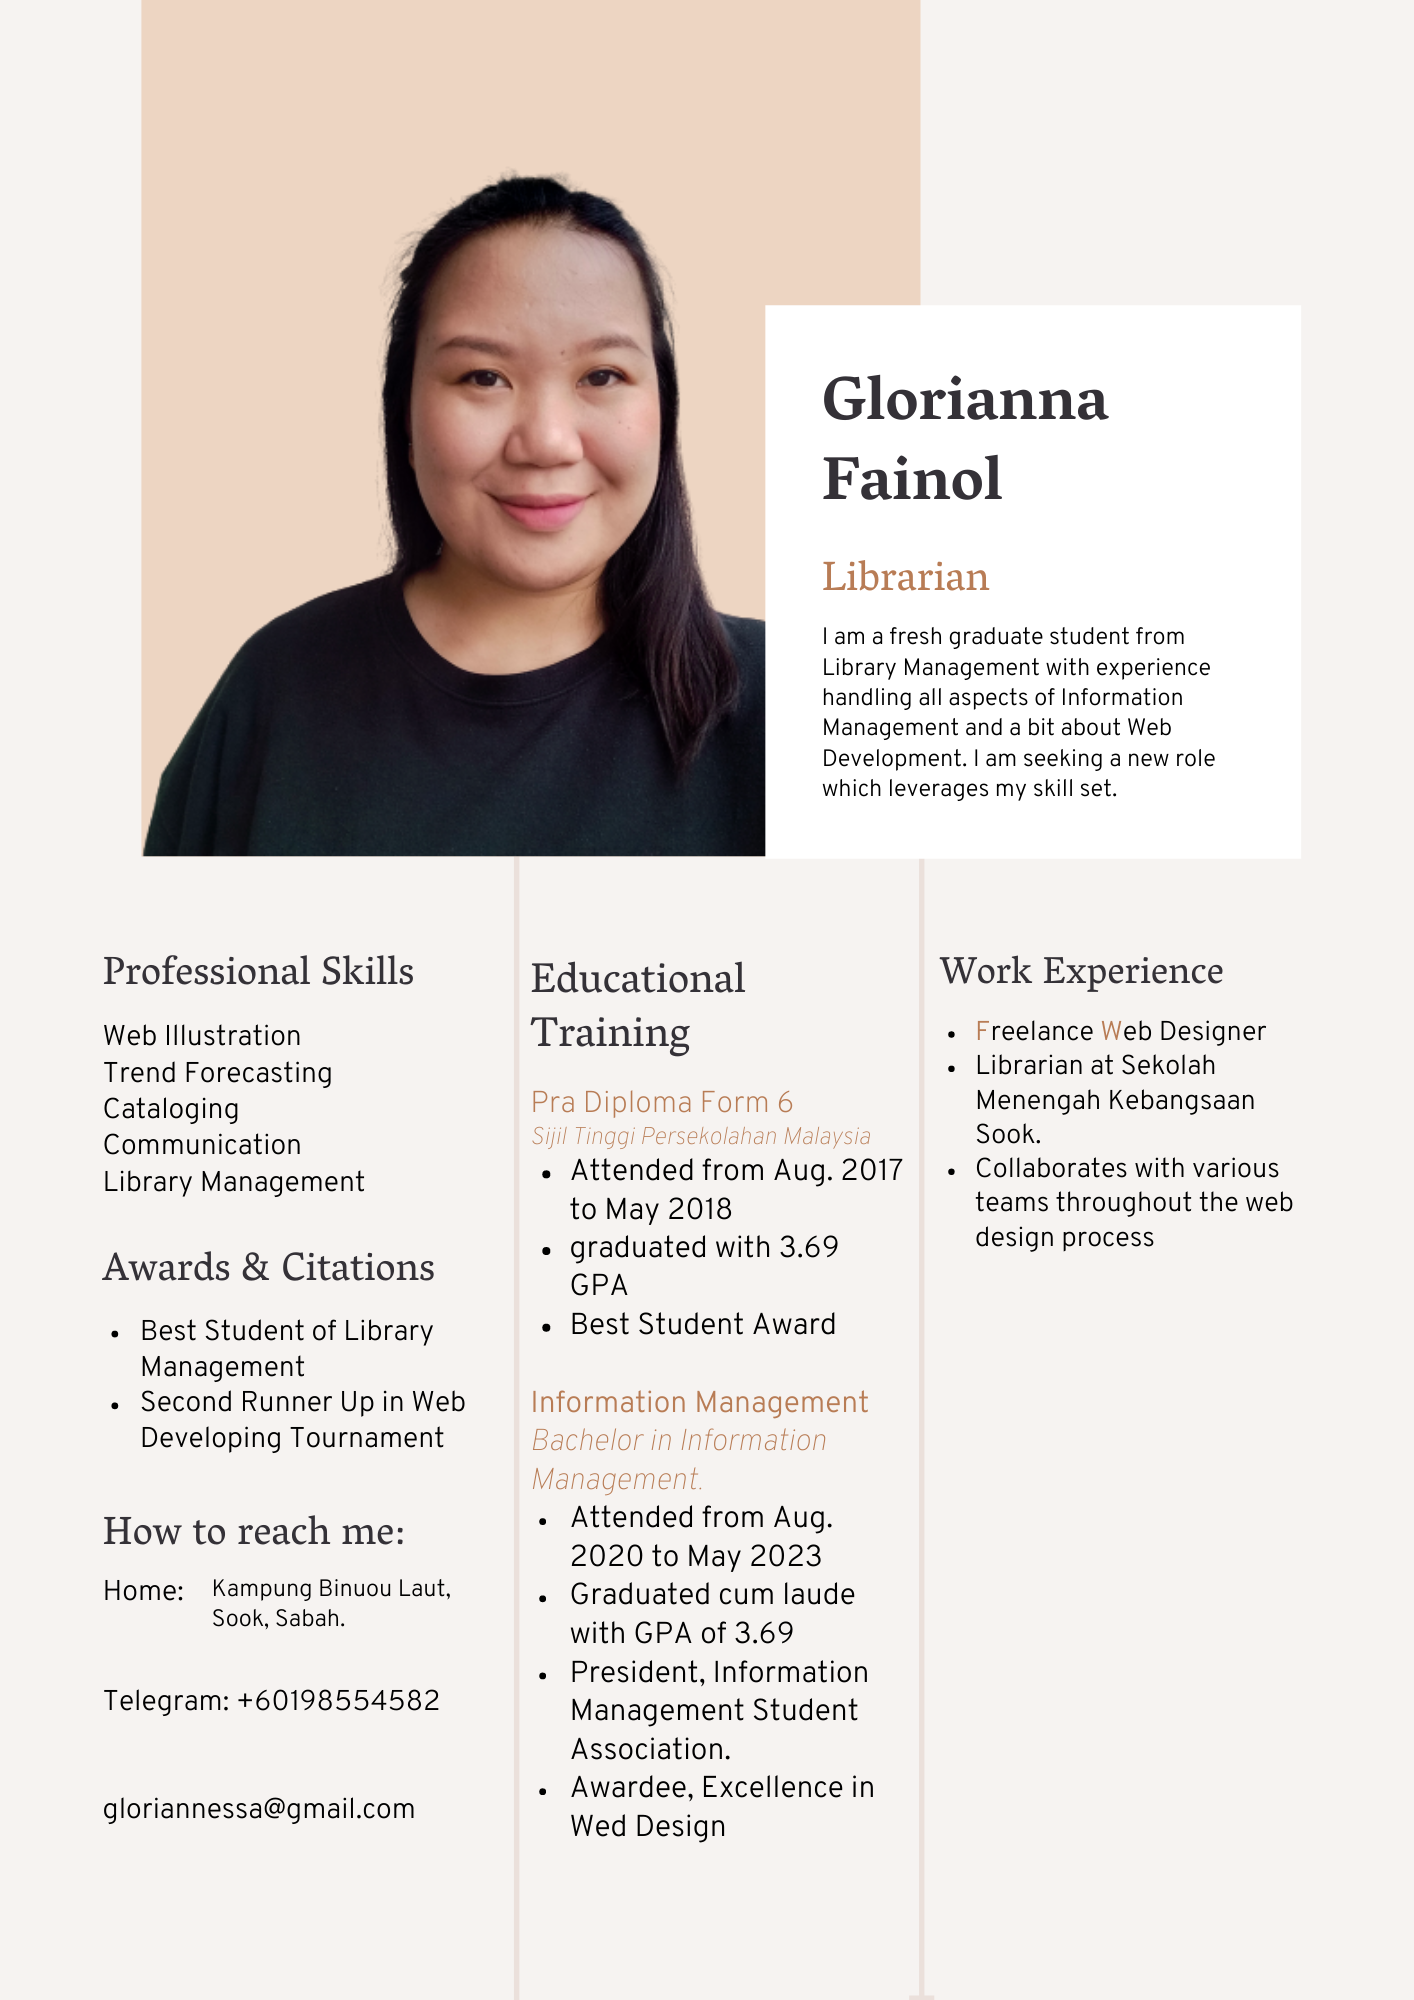 Glorianna
Fainol
Librarian
I am a fresh graduate student from
Library Management with experience
handling all aspects of Information
Management and a bit about Web
Development. I am seeking a new role
which leverages my skill set.
Professional Skills
Web Illustration
Trend Forecasting
Cataloging
Communication
Library Management
Awards & Citations
• Best Student of Library
Management
• Second Runner Up in Web
Developing Tournament
How to reach me:
Home: Kampung Binuou Laut,
Sook, Sabah.
Telegram: +60198554582
gloriannessa@gmail.com
Educational
Training
Pra Diploma Form 6
Sijil Tinggi Persekolahan Malaysia
• Attended from Aug. 2017
to May 2018
• graduated with 3.69
GPA
• Best Student Award
Information Management
Bachelor in Information
Management.
• Attended from Aug.
2020 to May 2023
• Graduated cum laude
with GPA of 3.69
• President, Information
Management Student
Association.
• Awardee, Excellence in
Wed Design
Work Experience
• Freelance Web Designer
• Librarian at Sekolah
Menengah Kebangsaan
Sook.
• Collaborates with various
teams throughout the web
design process